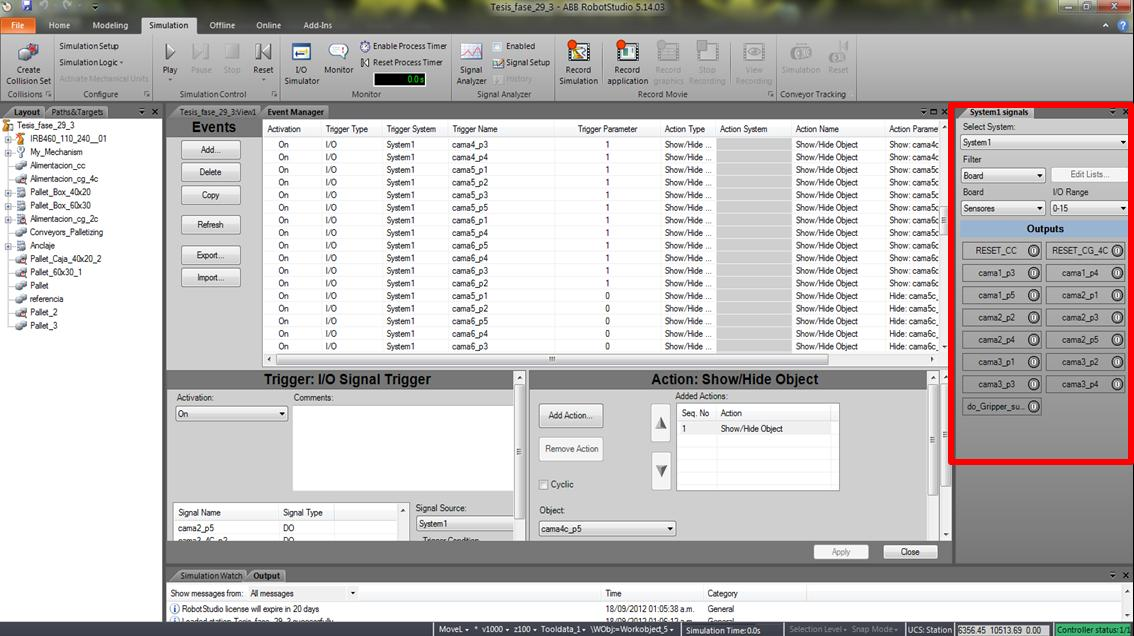 Tesis_fase_29_3 - ABB RobotStudio 5.14.03
File Home Modeling Simulation Offline Online Add-Ins
Create Collision Set
Collisions
Simulation Setup
Simulation Logic
Activate Mechanical Units
Configure
Play Pause Stop Reset
Simulation Control
I/O Simulator
Monitor
Enable Process Timer
Reset Process Timer
0.0s
Monitor
Signal Analyzer
Enabled
Signal Setup
History
Signal Analyzer
Record Simulation
Record application
Record graphics
Stop Recording
View Recording
Record Movie
Simulation Reset
Conveyor Tracking
Layout Paths&Targets
Tesis_fase_29_3
IRB460_110_240__01
My_Mechanism
Alimentacion_cc
Alimentacion_cg_4c
Pallet_Box_40x20
Pallet_Box_60x30
Alimentacion_cg_2c
Conveyors_Palletizing
Anclaje
Pallet_Caja_40x20_2
Pallet_60x30_1
Pallet
referencia
Pallet_2
Pallet_3
Tesis_fase_29_3:View1 Event Manager
Events
Add...
Delete
Copy
Refresh
Export...
Import...
Activation Trigger Type Trigger System Trigger Name Trigger Parameter Action Type Action System Action Name Action Parame
On I/O System1 cama4_p3 1 Show/Hide ... Show/Hide Object Show: cama4c
On I/O System1 cama4_p5 1 Show/Hide ... Show/Hide Object Show: cama4c_
On I/O System1 cama5_p1 1 Show/Hide ... Show/Hide Object Show: cama5c_
On I/O System1 cama5_p2 1 Show/Hide ... Show/Hide Object Show: cama5c_
On I/O System1 cama5_p3 1 Show/Hide ... Show/Hide Object Show: cama5c_
On I/O System1 cama5_p5 1 Show/Hide ... Show/Hide Object Show: cama5c_
On I/O System1 cama6_p1 1 Show/Hide ... Show/Hide Object Show: cama6c_
On I/O System1 cama5_p4 1 Show/Hide ... Show/Hide Object Show: cama5c_
On I/O System1 cama6_p5 1 Show/Hide ... Show/Hide Object Show: cama6c_
On I/O System1 cama6_p4 1 Show/Hide ... Show/Hide Object Show: cama6c_
On I/O System1 cama6_p3 1 Show/Hide ... Show/Hide Object Show: cama6c_
On I/O System1 cama6_p2 1 Show/Hide ... Show/Hide Object Show: cama6c_
On I/O System1 cama5_p1 0 Show/Hide ... Show/Hide Object Hide: cama5c_
On I/O System1 cama6_p2 0 Show/Hide ... Show/Hide Object Hide: cama6c_
On I/O System1 cama6_p5 0 Show/Hide ... Show/Hide Object Hide: cama6c_
On I/O System1 cama6_p4 0 Show/Hide ... Show/Hide Object Hide: cama6c_
On I/O System1 cama6_p3 0 Show/Hide ... Show/Hide Object Hide: cama6c_
Trigger: I/O Signal Trigger
Activation:
On
Comments:
Signal Name Signal Type
cama2_p5 DO
cama3_4C_p2 DO
Signal Source:
System1
Trigger Condition
Action: Show/Hide Object
Add Action...
Remove Action
Cyclic
Added Actions:
Seq. No Action
1 Show/Hide Object
Object:
cama4c_p5
Apply Close
System1 signals
Select System:
System1
Filter
Board Edit Lists...
Board I/O Range
Sensores 0-15
Outputs
RESET_CC RESET_CG_4C
cama1_p3 cama1_p4
cama1_p5 cama2_p1
cama2_p2 cama2_p3
cama2_p4 cama2_p5
cama3_p1 cama3_p2
cama3_p3 cama3_p4
do_Gripper_su...
Simulation Watch Output
Show messages from: All messages Time Category
RobotStudio license will expire in 20 days 18/09/2012 01:05:38 a.m. General
Loaded station Tesis_fase_29_3 successfully 18/09/2012 01:06:05 a.m. General
MoveL * v1000 z100 Tooldata_1 \WObj:=Workobject_5 Simulation Time: 0.0s Selection Level Snap Mode UCS: Station 6356.45 10513.69 0.00 Controller status: 1/1